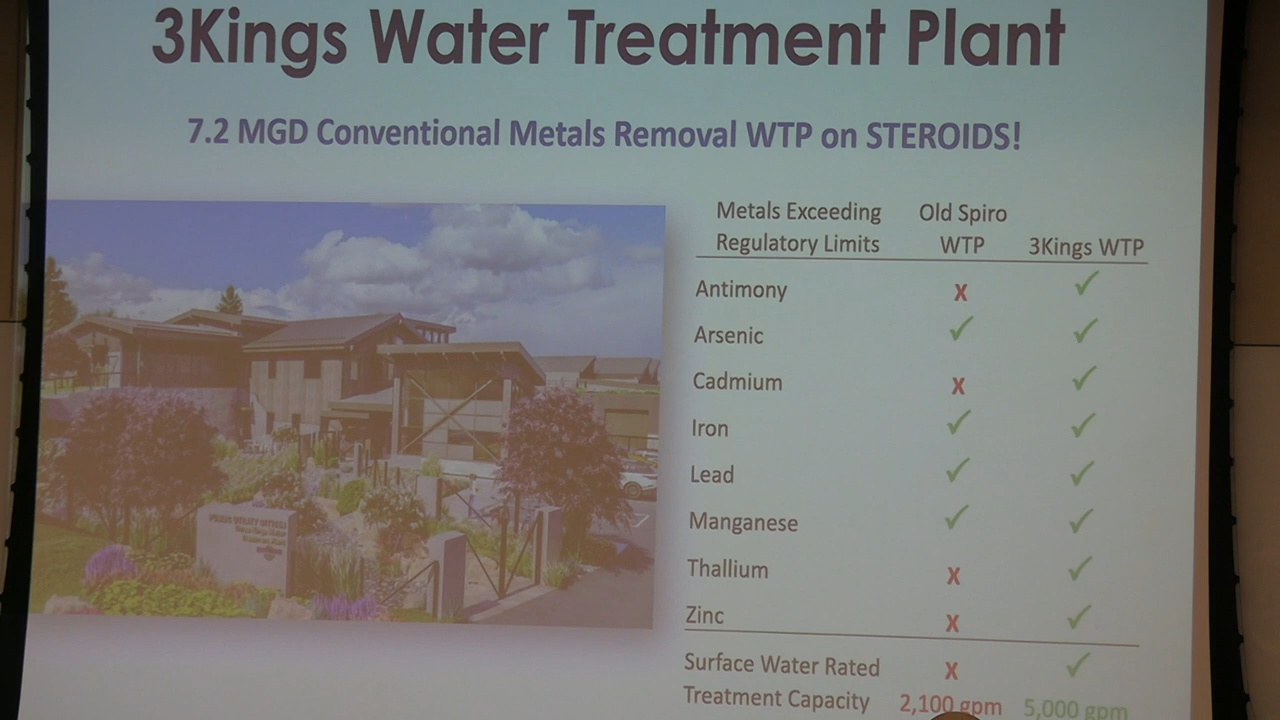 3Kings Water Treatment Plant
7.2 MGD Conventional Metals Removal WTP on STEROIDS!
Metals Exceeding Old Spiro
Regulatory Limits WTP 3Kings WTP
Antimony X ✓
Arsenic ✓ ✓
Cadmium X ✓
Iron ✓ ✓
Lead ✓ ✓
Manganese ✓ ✓
Thallium X ✓
Zinc X ✓
Surface Water Rated X ✓
Treatment Capacity 2,100 gpm 5,000 gpm